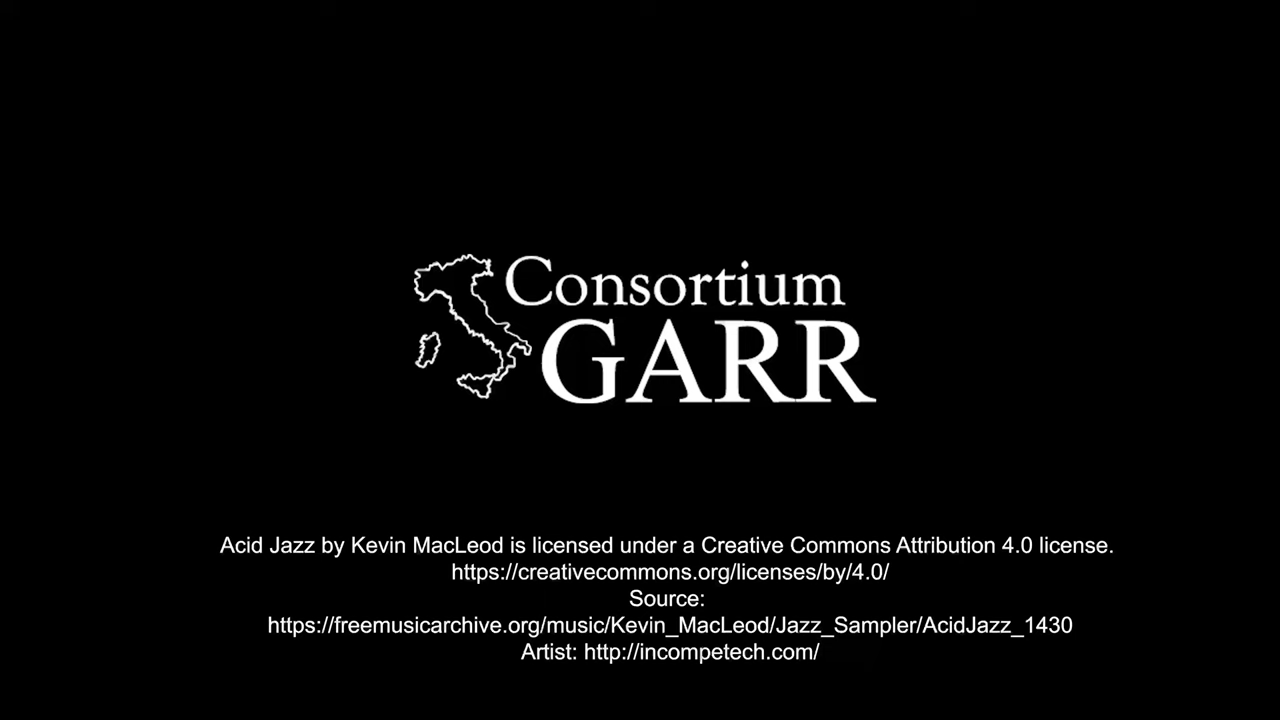 Consortium
GARR
Acid Jazz by Kevin MacLeod is licensed under a Creative Commons Attribution 4.0 license.
https://creativecommons.org/licenses/by/4.0/
Source:
https://freemusicarchive.org/music/Kevin_MacLeod/Jazz_Sampler/AcidJazz_1430
Artist: http://incompetech.com/